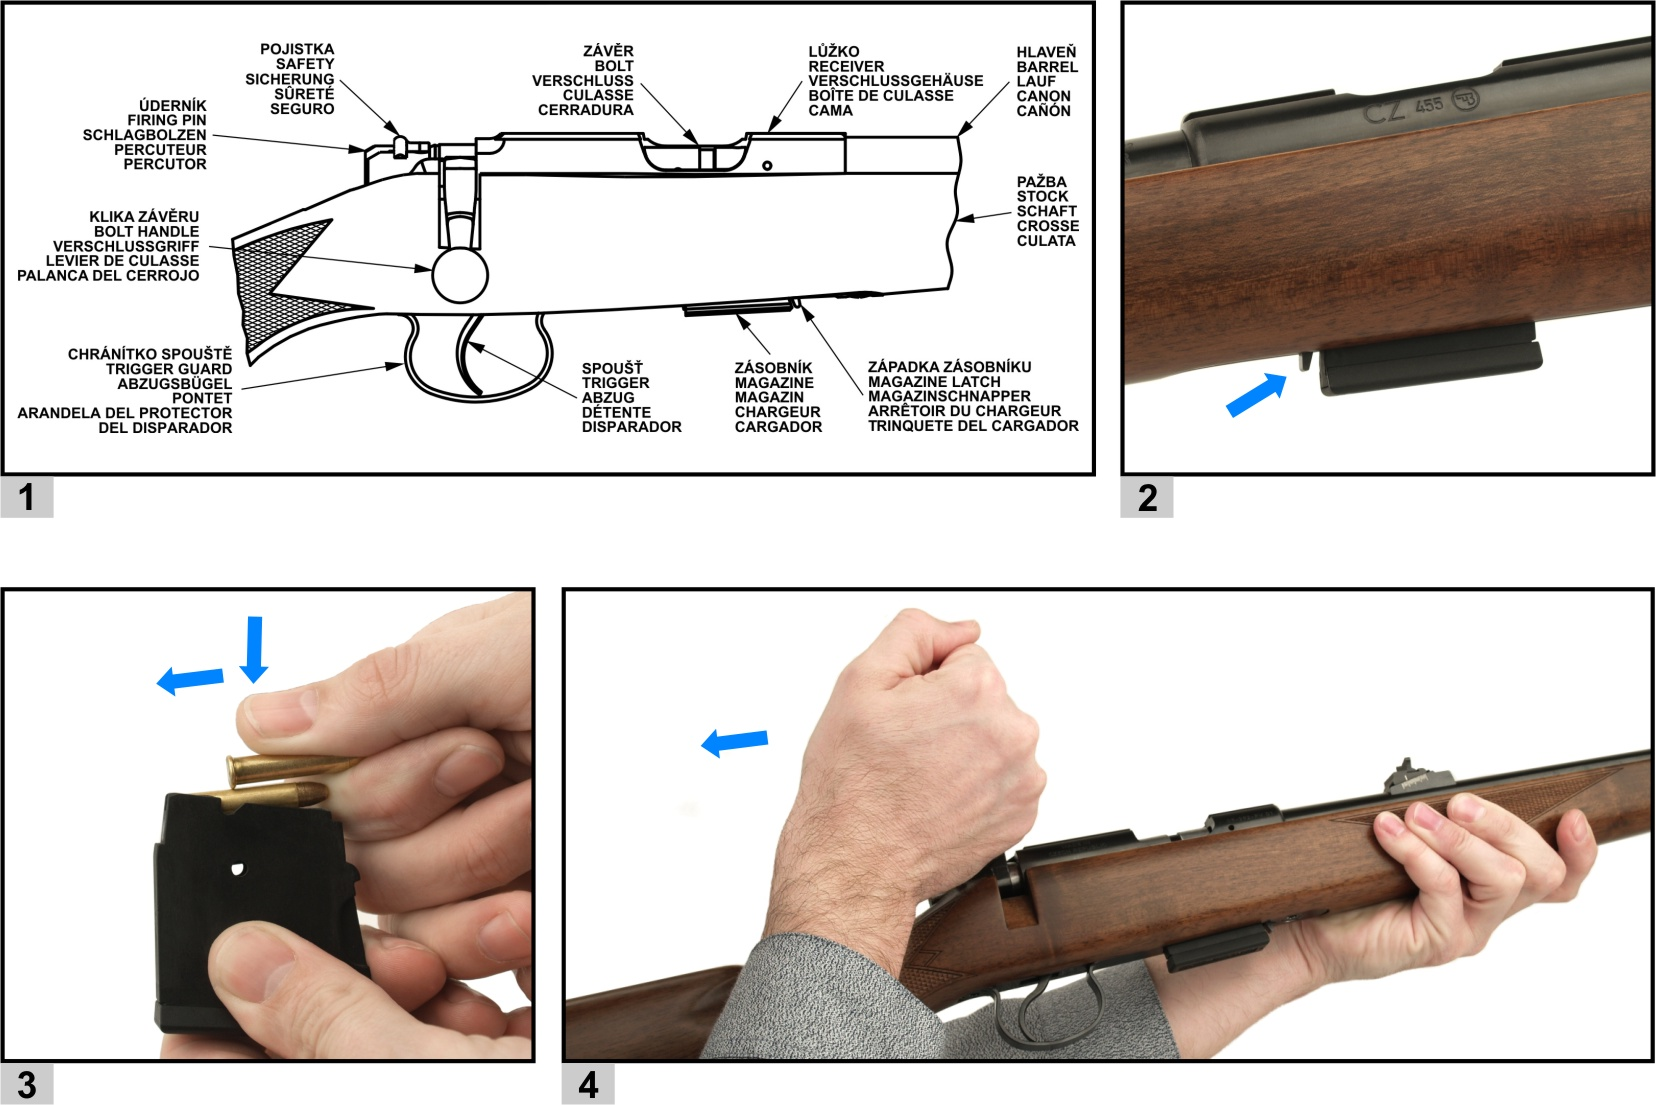 POJISTKA
SAFETY
SICHERUNG
SÛRETÉ
SEGURO
ZÁVĚR
BOLT
VERSCHLUSS
CULASSE
CERRADURA
LŮŽKO
RECEIVER
VERSCHLUSSGEHÄUSE
BOÎTE DE CULASSE
CAMA
HLAVEŇ
BARREL
LAUF
CANON
CAÑÓN
ÚDERNÍK
FIRING PIN
SCHLAGBOLZEN
PERCUTEUR
PERCUTOR
PAŽBA
STOCK
SCHAFT
CROSSE
CULATA
KLIKA ZÁVĚRU
BOLT HANDLE
VERSCHLUSSGRIFF
LEVIER DE CULASSE
PALANCA DEL CERROJO
CHRÁNÍTKO SPOUŠTĚ
TRIGGER GUARD
ABZUGSBÜGEL
PONTET
ARANDELA DEL PROTECTOR
DEL DISPARADOR
SPOUŠŤ
TRIGGER
ABZUG
DÉTENTE
DISPARADOR
ZÁSOBNÍK
MAGAZINE
MAGAZIN
CHARGEUR
CARGADOR
ZÁPADKA ZÁSOBNÍKU
MAGAZINE LATCH
MAGAZINSCHNAPPER
ARRÊTOIR DU CHARGEUR
TRINQUETE DEL CARGADOR
1
CZ 455
2
3
4